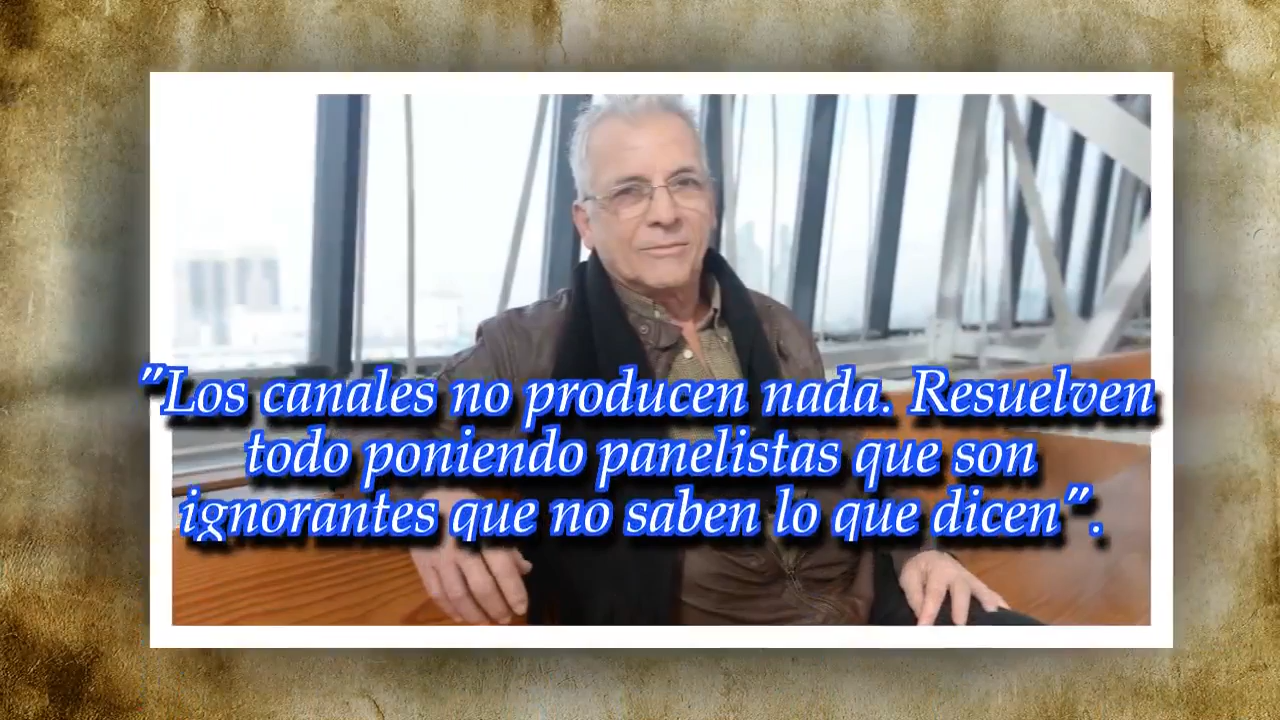 "Los canales no producen nada. Resuelven
todo poniendo panelistas que son
ignorantes que no saben lo que dicen".